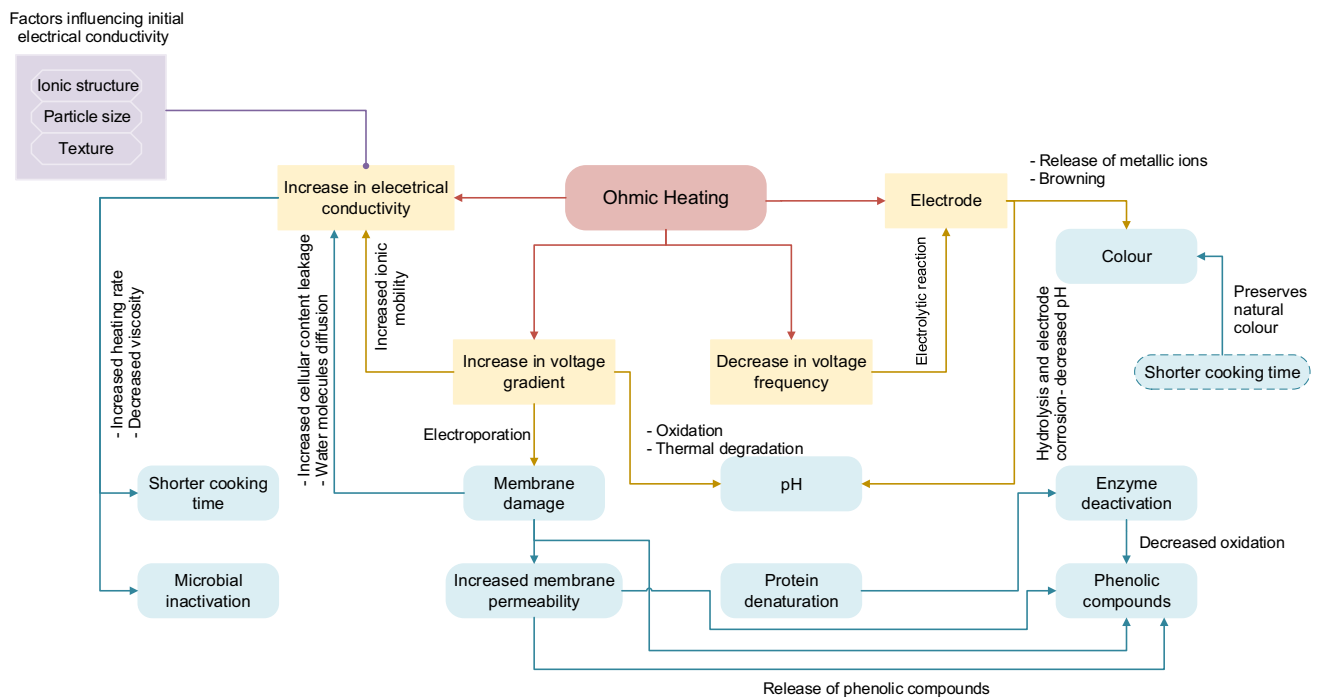 Factors influencing initial
electrical conductivity
Ionic structure
Particle size
Texture
Increase in elecetrical
conductivity
Ohmic Heating
Electrode
- Release of metallic ions
- Browning
Colour
Preserves
natural
colour
Shorter cooking time
- Increased heating rate
- Decreased viscosity
- Increased cellular content leakage
- Water molecules diffusion
Increased ionic
mobility
Electrolytic reaction
Hydrolysis and electrode
corrosion- decreased pH
Increase in voltage
gradient
Decrease in voltage
frequency
Electroporation
- Oxidation
- Thermal degradation
Shorter cooking
time
Membrane
damage
pH
Enzyme
deactivation
Decreased oxidation
Microbial
inactivation
Increased membrane
permeability
Protein
denaturation
Phenolic
compounds
Release of phenolic compounds